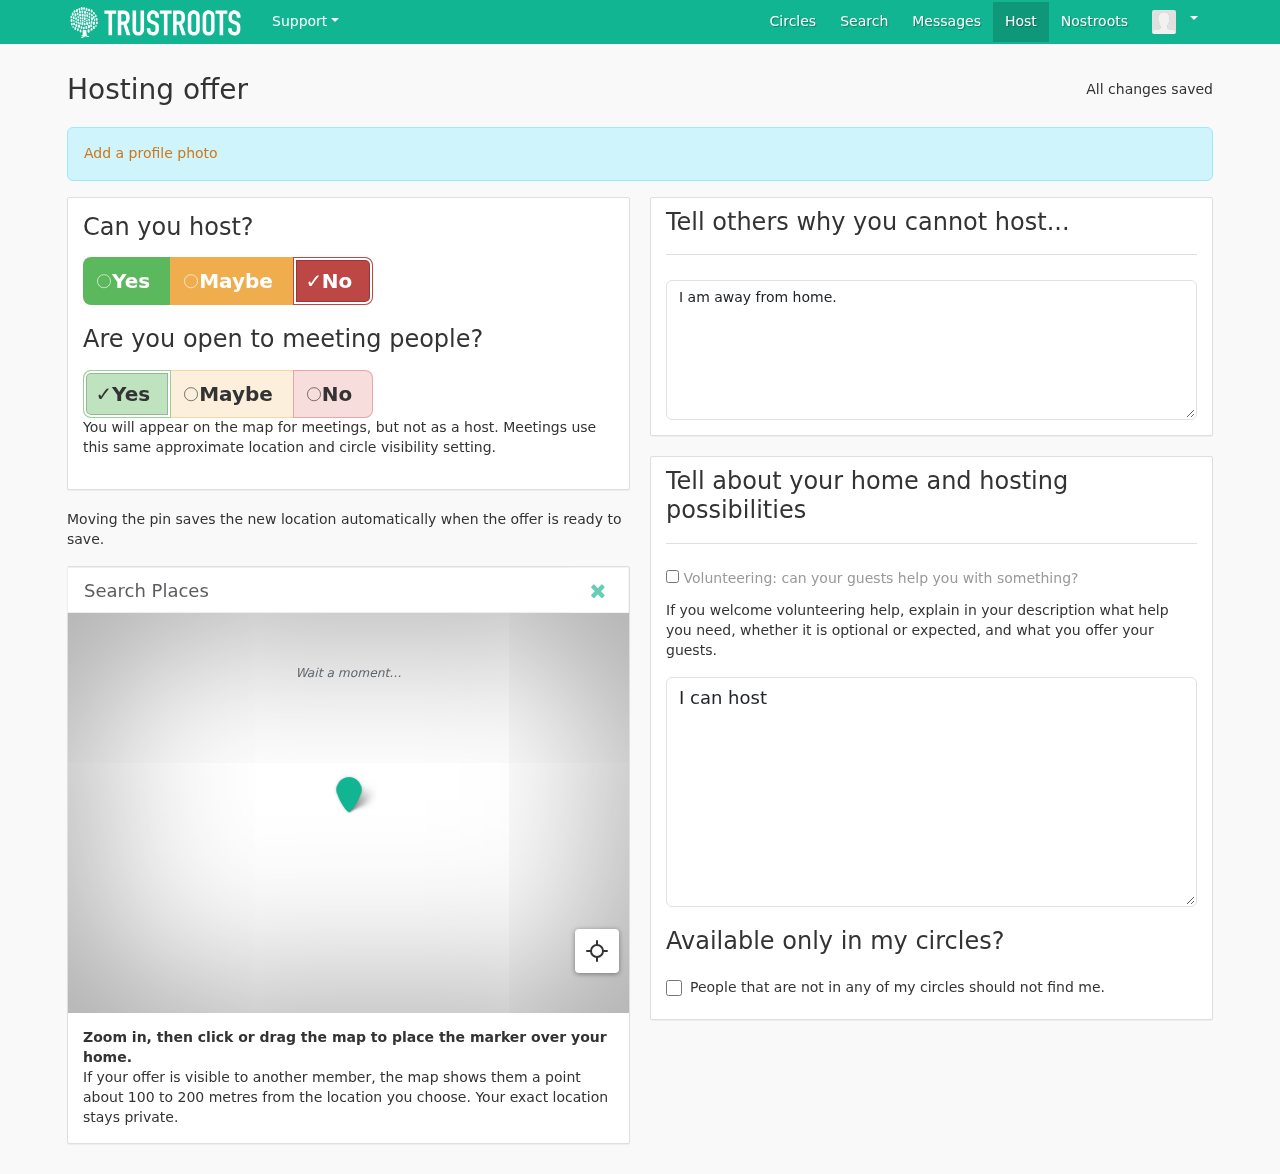 TRUSTROOTS
Support
Circles
Search
Messages
Host
Nostroots
Hosting offer
All changes saved
Add a profile photo
Can you host?
Yes
Maybe
✓No
Are you open to meeting people?
✓Yes
Maybe
No
You will appear on the map for meetings, but not as a host. Meetings use
this same approximate location and circle visibility setting.
Moving the pin saves the new location automatically when the offer is ready to
save.
Search Places
Wait a moment...
Zoom in, then click or drag the map to place the marker over your
home.
If your offer is visible to another member, the map shows them a point
about 100 to 200 metres from the location you choose. Your exact location
stays private.
Tell others why you cannot host...
I am away from home.
Tell about your home and hosting
possibilities
Volunteering: can your guests help you with something?
If you welcome volunteering help, explain in your description what help
you need, whether it is optional or expected, and what you offer your
guests.
I can host
Available only in my circles?
People that are not in any of my circles should not find me.